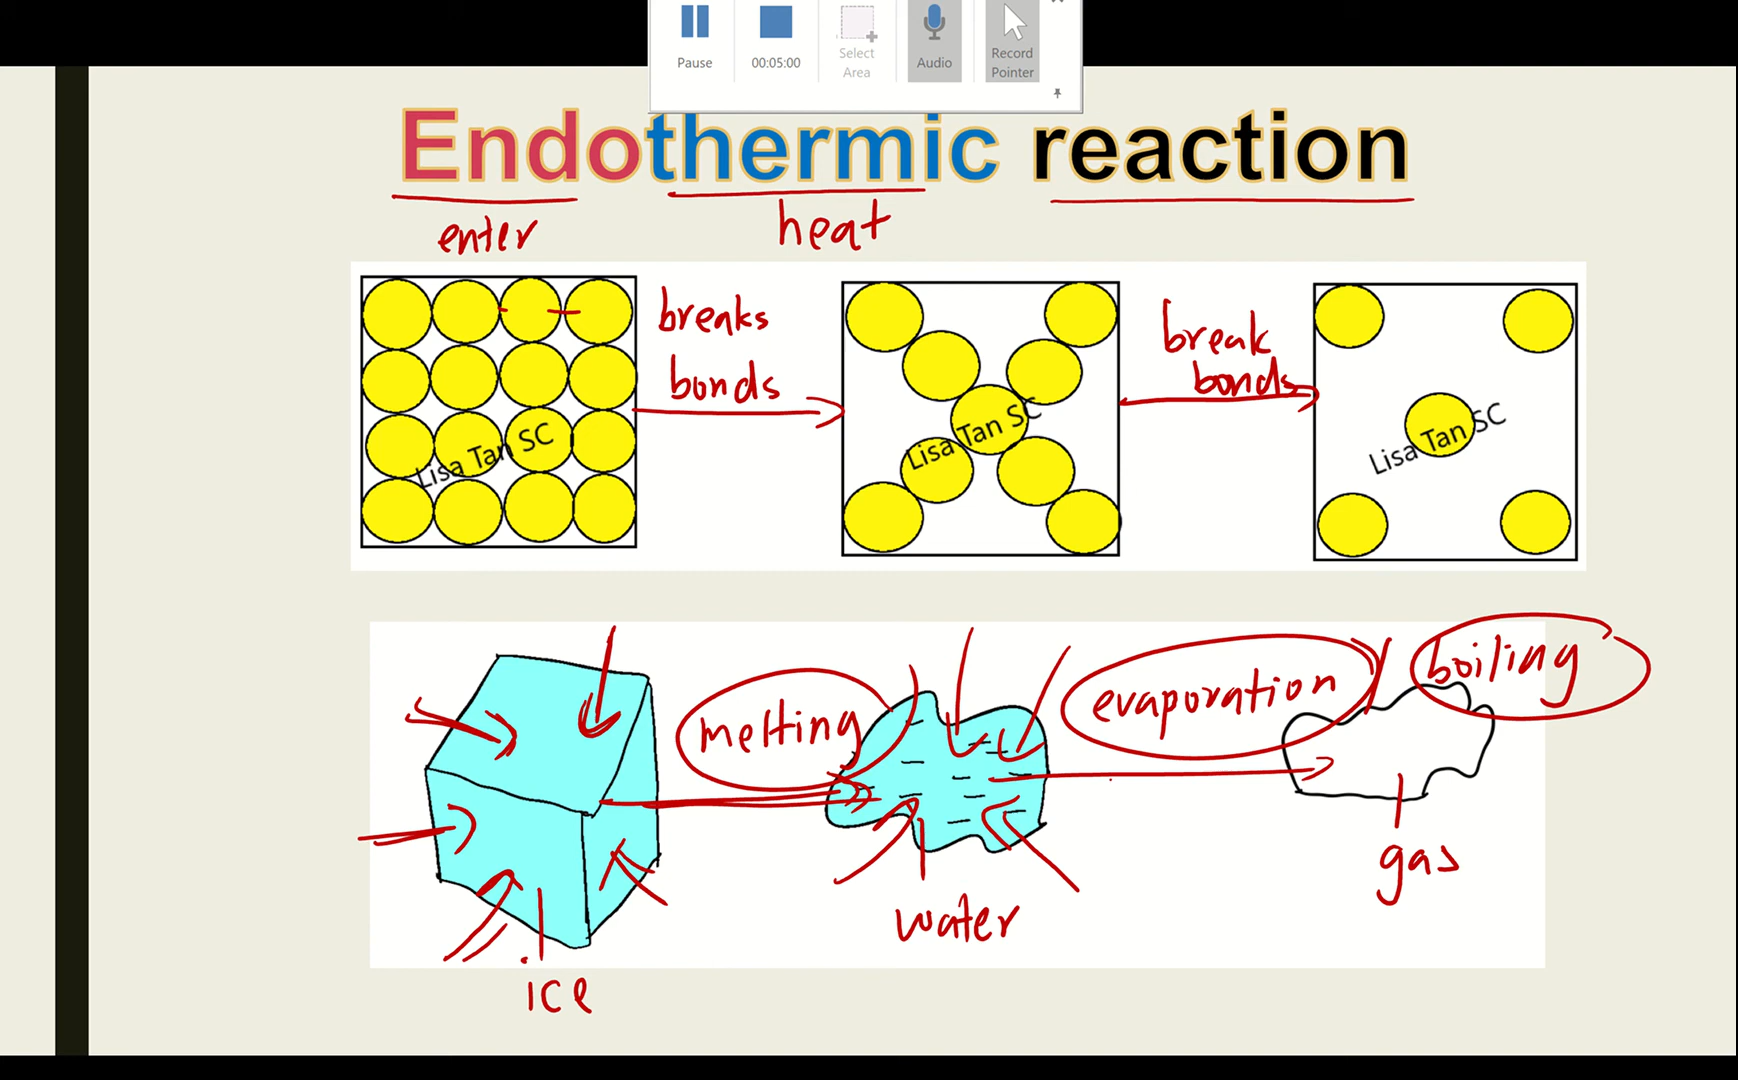 Pause
00:05:00
Select
Area
Audio
Record
Pointer
Endothermic reaction
enter
heat
breaks
bonds
break
bonds
Lisa Tan SC
Lisa Tan SC
Lisa Tan SC
melting
evaporation / boiling
gas
water
ice